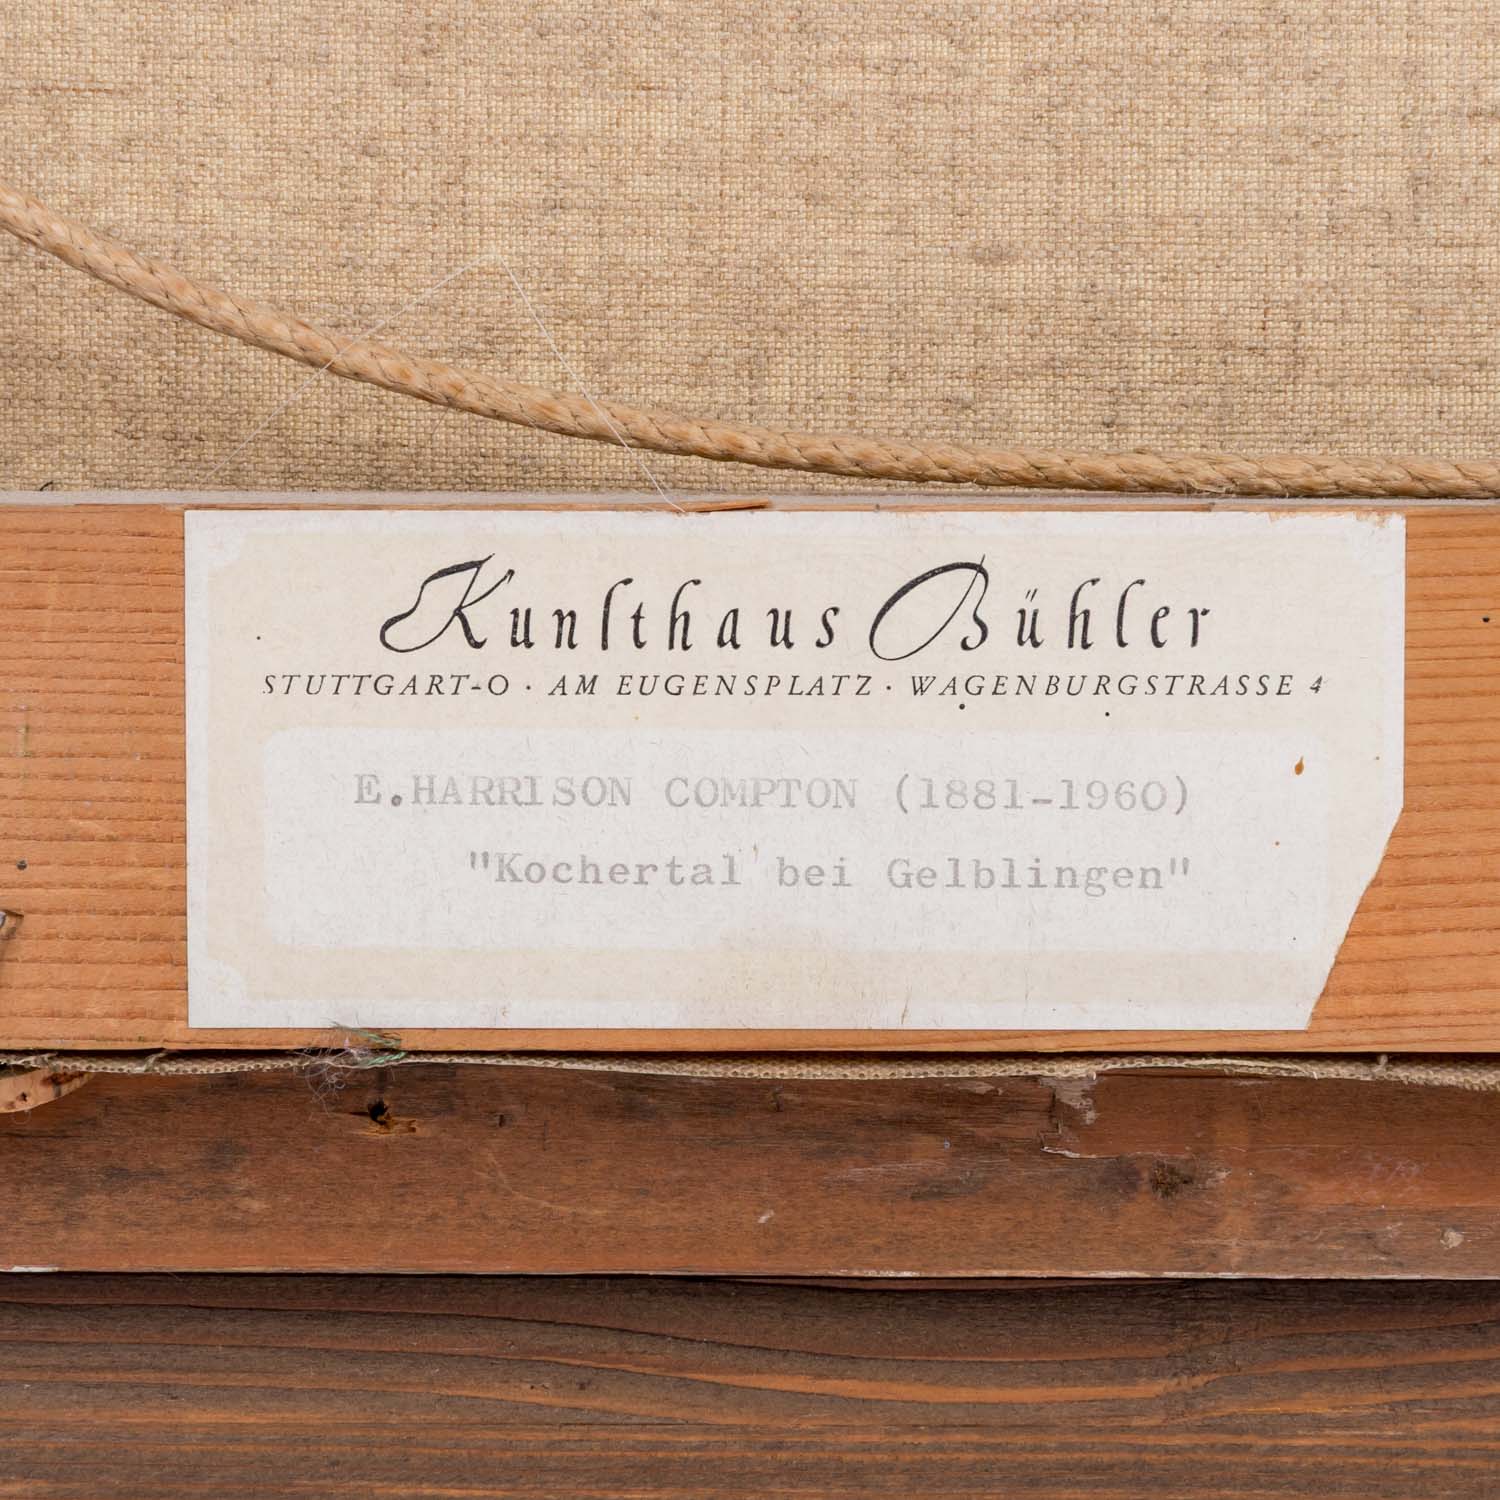 Kunſthaus Bühler
STUTTGART-O · AM EUGENSPLATZ · WAGENBURGSTRASSE 4
E.HARRISON COMPTON (1881-1960)
"Kochertal bei Gelblingen"